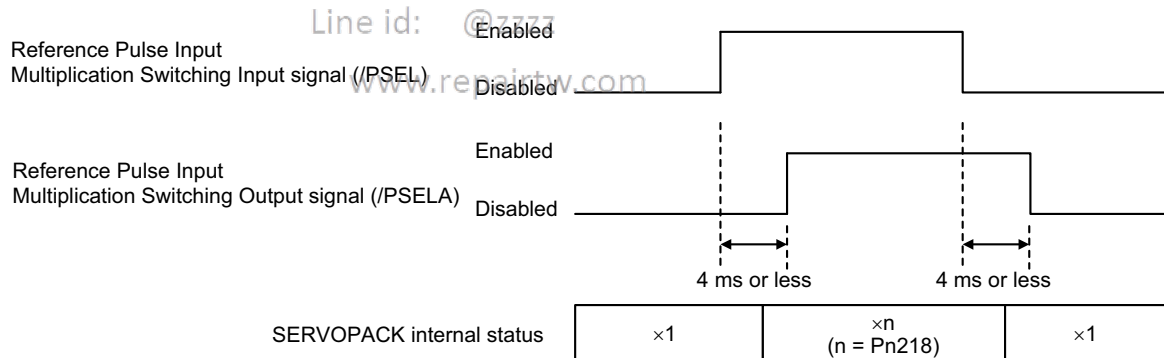 Line id: @zzzz
Enabled
Reference Pulse Input
Multiplication Switching Input signal (/PSEL)
www.repairtw.com
Disabled
Enabled
Reference Pulse Input
Multiplication Switching Output signal (/PSELA)
Disabled
4 ms or less
4 ms or less
SERVOPACK internal status
×1
×n
(n = Pn218)
×1